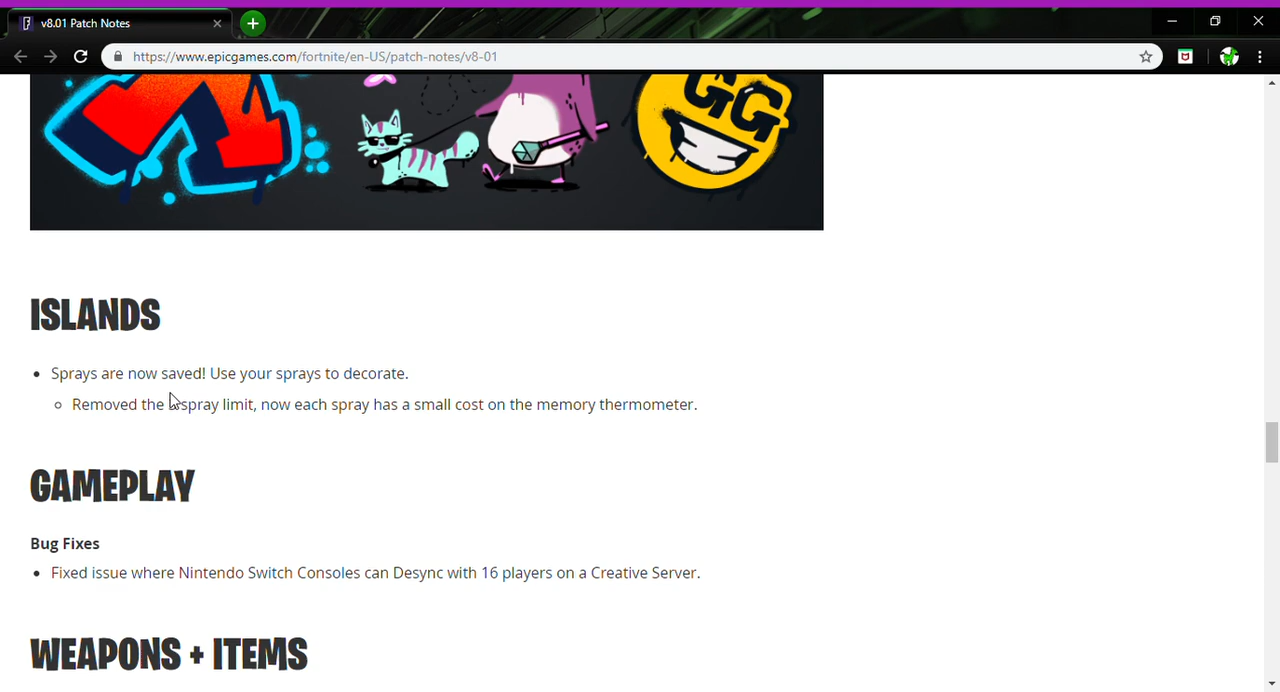 v8.01 Patch Notes
https://www.epicgames.com/fortnite/en-US/patch-notes/v8-01
GG
ISLANDS
Sprays are now saved! Use your sprays to decorate.
Removed the spray limit, now each spray has a small cost on the memory thermometer.
GAMEPLAY
Bug Fixes
Fixed issue where Nintendo Switch Consoles can Desync with 16 players on a Creative Server.
WEAPONS + ITEMS